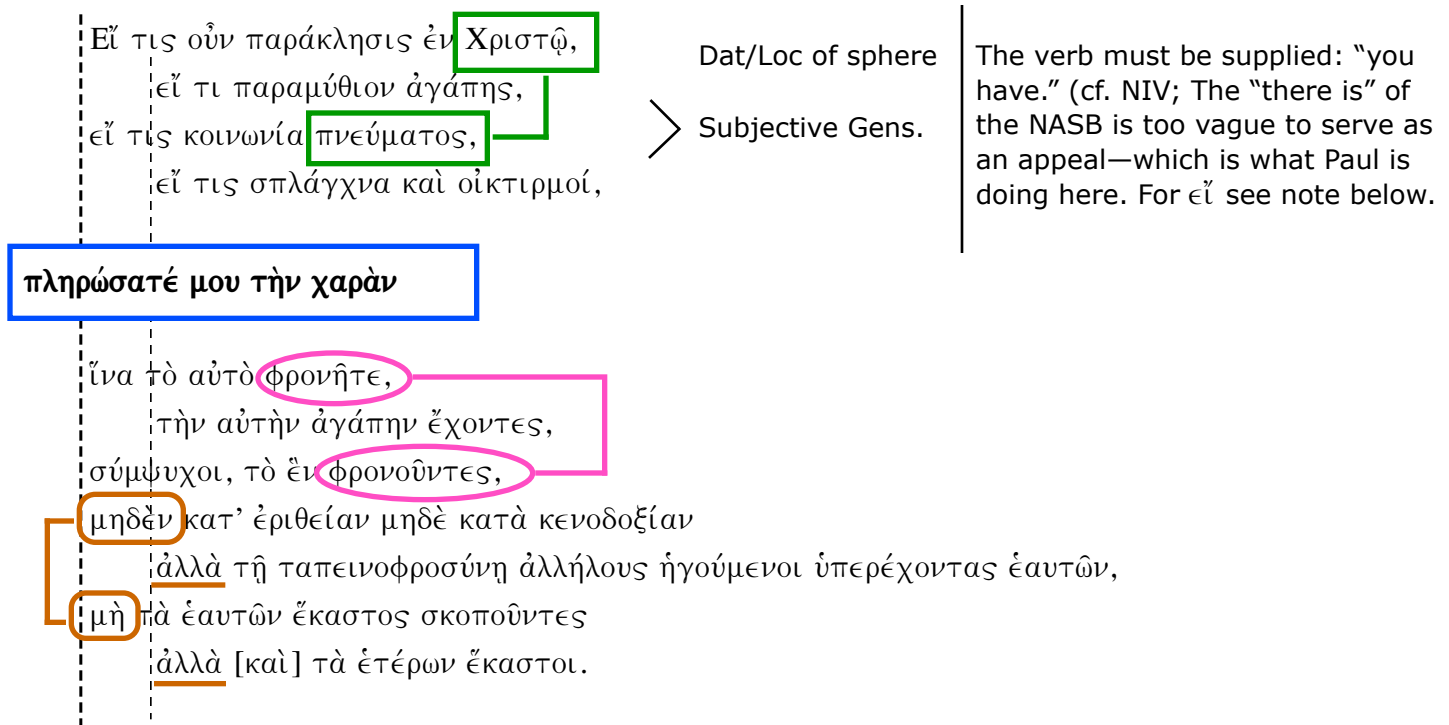 Εἴ τις οὖν παράκλησις ἐν Χριστῷ,
εἴ τι παραμύθιον ἀγάπης,
εἴ τις κοινωνία πνεύματος,
εἴ τις σπλάγχνα καὶ οἰκτιρμοί,
Dat/Loc of sphere
Subjective Gens.
The verb must be supplied: “you
have.” (cf. NIV; The “there is” of
the NASB is too vague to serve as
an appeal—which is what Paul is
doing here. For εἴ see note below.
πληρώσατέ μου τὴν χαρὰν
ἵνα τὸ αὐτὸ φρονῆτε,
τὴν αὐτὴν ἀγάπην ἔχοντες,
σύμψυχοι, τὸ ἓν φρονοῦντες,
μηδὲν κατ’ ἐριθείαν μηδὲ κατὰ κενοδοξίαν
ἀλλὰ τῇ ταπεινοφροσύνῃ ἀλλήλους ἡγούμενοι ὑπερέχοντας ἑαυτῶν,
μὴ τὰ ἑαυτῶν ἕκαστος σκοποῦντες
ἀλλὰ [καὶ] τὰ ἑτέρων ἕκαστοι.